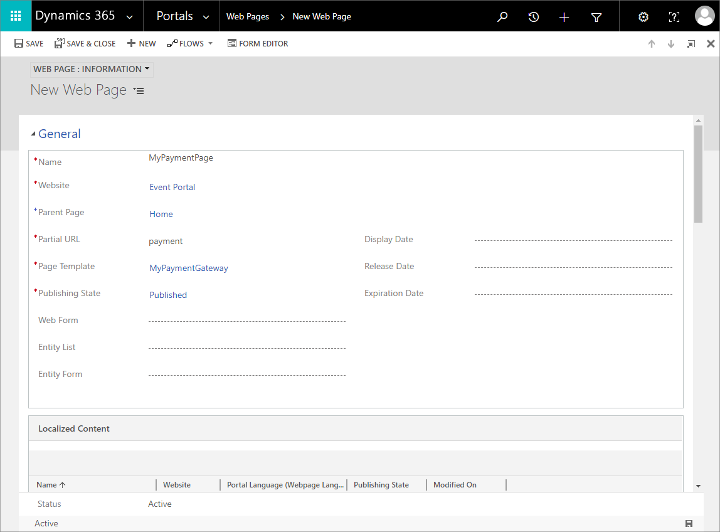 Dynamics 365 Portals Web Pages > New Web Page
SAVE SAVE & CLOSE + NEW FLOWS FORM EDITOR
WEB PAGE : INFORMATION
New Web Page
General
*Name MyPaymentPage
*Website Event Portal
*Parent Page Home
*Partial URL payment Display Date
*Page Template MyPaymentGateway Release Date
*Publishing State Published Expiration Date
Web Form
Entity List
Entity Form
Localized Content
Name ↑ Website Portal Language (Webpage Lang... Publishing State Modified On
Status Active
Active